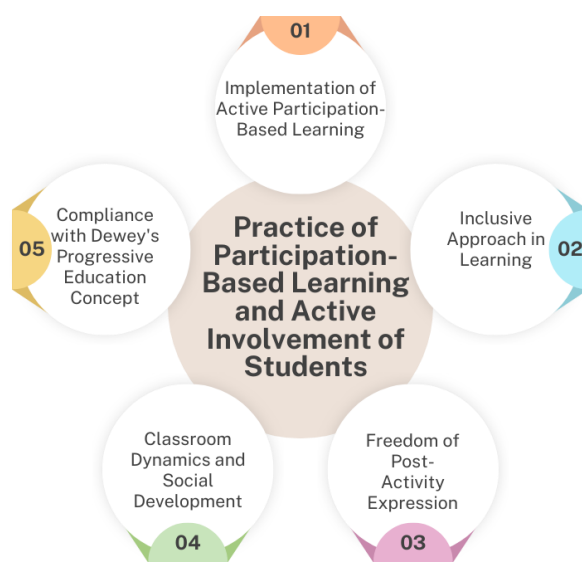 01
Implementation of
Active Participation-
Based Learning
Practice of
Participation-
Based Learning
and Active
Involvement of
Students
02
Inclusive
Approach in
Learning
03
Freedom of
Post-
Activity
Expression
04
Classroom
Dynamics and
Social
Development
05
Compliance
with Dewey's
Progressive
Education
Concept